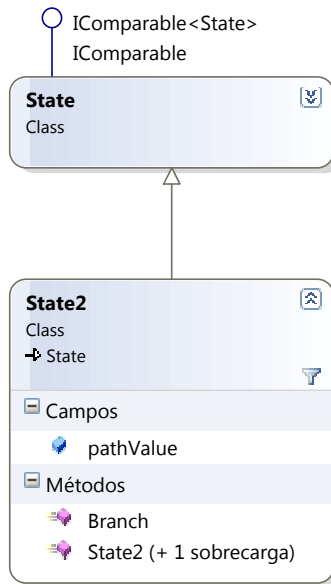 IComparable<State>
IComparable
State
Class
State2
Class
State
Campos
pathValue
Métodos
Branch
State2 (+ 1 sobrecarga)